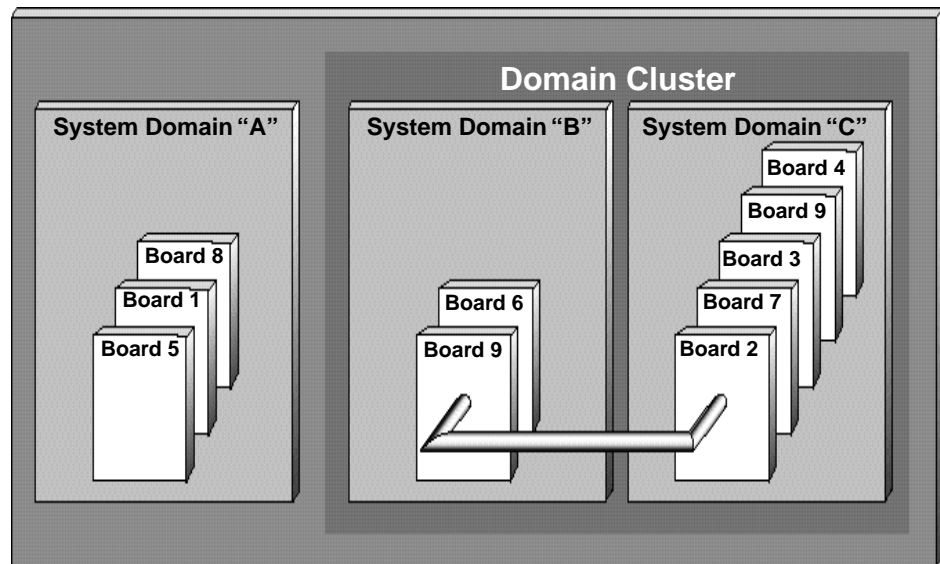 Domain Cluster
System Domain “A”
Board 8
Board 1
Board 5
System Domain “B”
Board 6
Board 9
System Domain “C”
Board 4
Board 9
Board 3
Board 7
Board 2